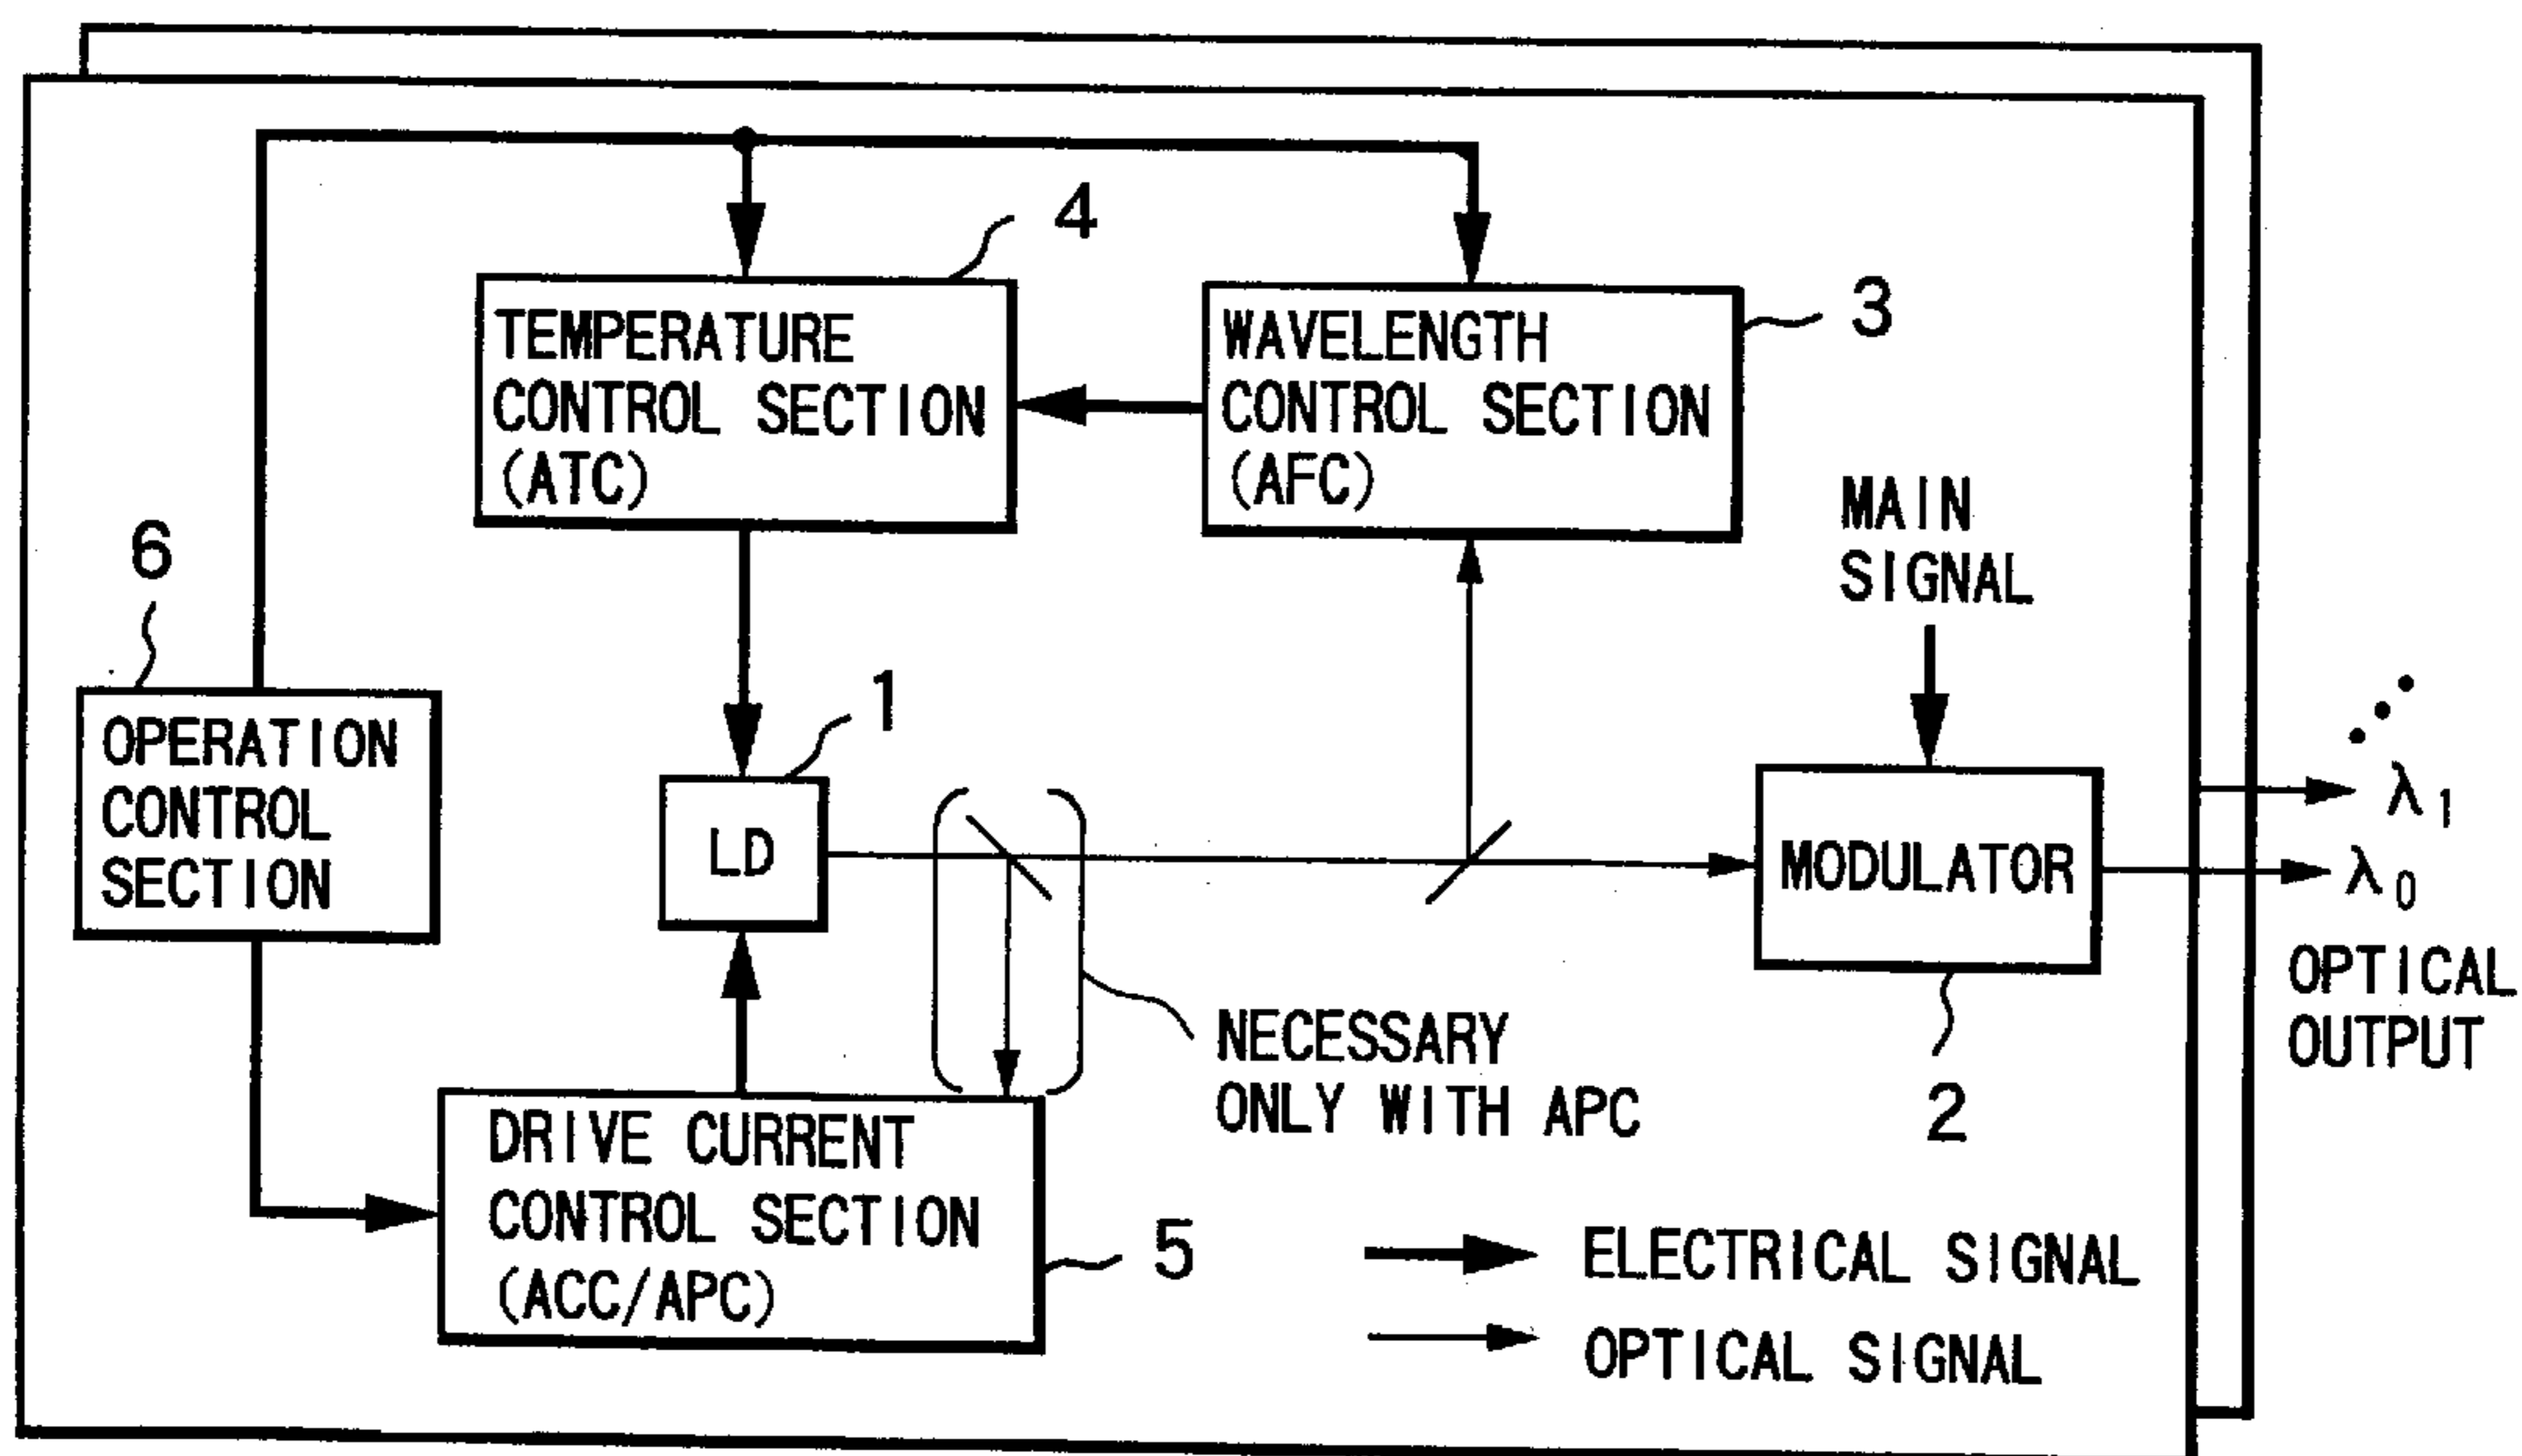 4
TEMPERATURE
CONTROL SECTION
(ATC)
3
WAVELENGTH
CONTROL SECTION
(AFC)
MAIN
SIGNAL
6
OPERATION
CONTROL
SECTION
1
LD
MODULATOR
2
λ1
λ0
OPTICAL
OUTPUT
NECESSARY
ONLY WITH APC
DRIVE CURRENT
CONTROL SECTION
(ACC/APC)
5
ELECTRICAL SIGNAL
OPTICAL SIGNAL